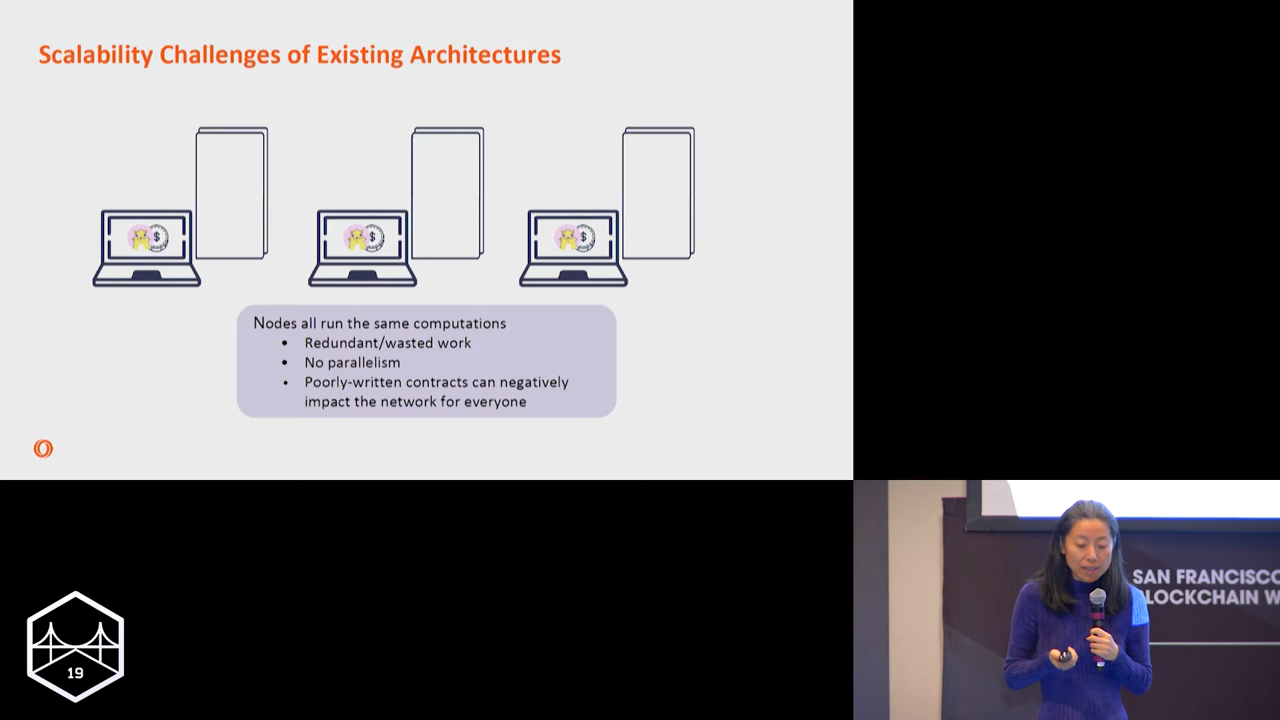 Scalability Challenges of Existing Architectures
$
$
$
Nodes all run the same computations
• Redundant/wasted work
• No parallelism
• Poorly-written contracts can negatively
impact the network for everyone
SAN FRANCISCO
BLOCKCHAIN W
19